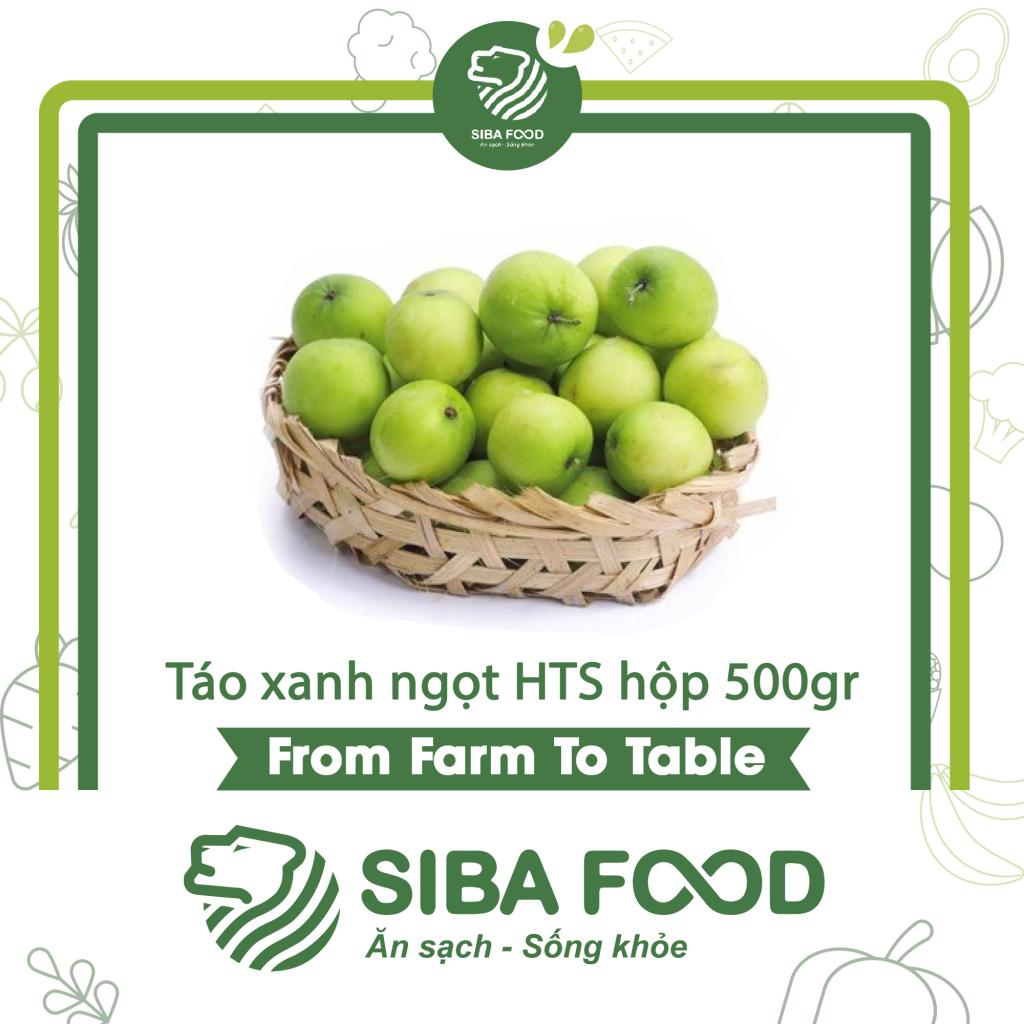 SIBA FOOD
Ăn sạch - Sống khỏe
Táo xanh ngọt HTS hộp 500gr
From Farm To Table
SIBA FOOD
Ăn sạch - Sống khỏe